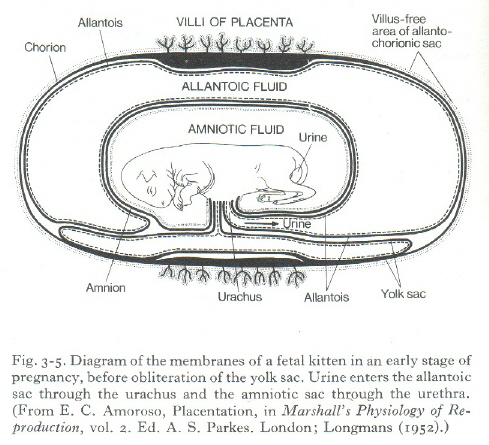 Allantois
VILLI OF PLACENTA
Villus-free
area of allanto-
chorionic sac
Chorion
ALLANTOIC FLUID
AMNIOTIC FLUID
Urine
Urine
Amnion
Urachus
Allantois
Yolk sac
Fig. 3-5. Diagram of the membranes of a fetal kitten in an early stage of
pregnancy, before obliteration of the yolk sac. Urine enters the allantoic
sac through the urachus and the amniotic sac through the urethra.
(From E. C. Amoroso, Placentation, in Marshall's Physiology of Re-
production, vol. 2. Ed. A. S. Parkes. London; Longmans (1952).)